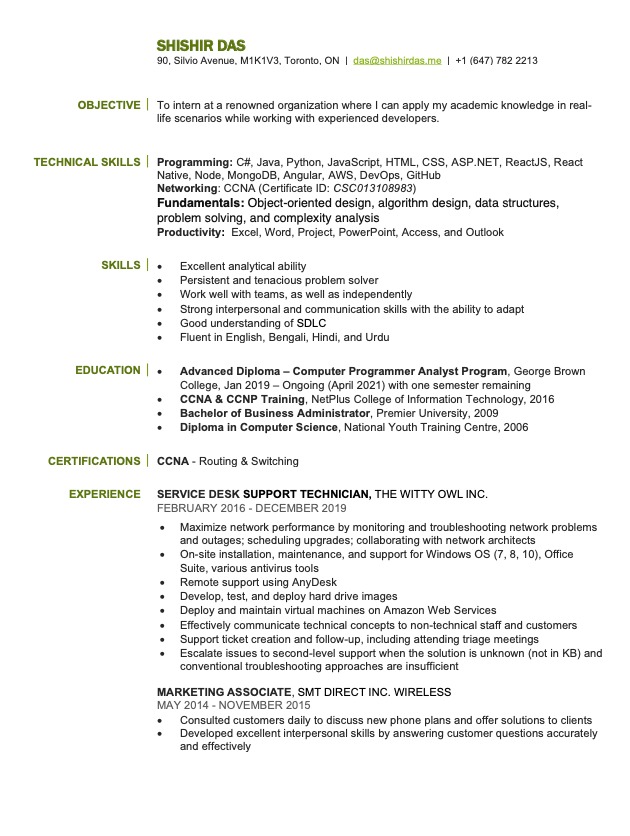 SHISHIR DAS
90, Silvio Avenue, M1K1V3, Toronto, ON | das@shishirdas.me | +1 (647) 782 2213
OBJECTIVE
To intern at a renowned organization where I can apply my academic knowledge in real-
life scenarios while working with experienced developers.
TECHNICAL SKILLS
Programming: C#, Java, Python, JavaScript, HTML, CSS, ASP.NET, ReactJS, React
Native, Node, MongoDB, Angular, AWS, DevOps, GitHub
Networking: CCNA (Certificate ID: CSC013108983)
Fundamentals: Object-oriented design, algorithm design, data structures,
problem solving, and complexity analysis
Productivity: Excel, Word, Project, PowerPoint, Access, and Outlook
SKILLS
• Excellent analytical ability
• Persistent and tenacious problem solver
• Work well with teams, as well as independently
• Strong interpersonal and communication skills with the ability to adapt
• Good understanding of SDLC
• Fluent in English, Bengali, Hindi, and Urdu
EDUCATION
• Advanced Diploma – Computer Programmer Analyst Program, George Brown
College, Jan 2019 – Ongoing (April 2021) with one semester remaining
• CCNA & CCNP Training, NetPlus College of Information Technology, 2016
• Bachelor of Business Administrator, Premier University, 2009
• Diploma in Computer Science, National Youth Training Centre, 2006
CERTIFICATIONS
CCNA - Routing & Switching
EXPERIENCE
SERVICE DESK SUPPORT TECHNICIAN, THE WITTY OWL INC.
FEBRUARY 2016 - DECEMBER 2019
• Maximize network performance by monitoring and troubleshooting network problems
and outages; scheduling upgrades; collaborating with network architects
• On-site installation, maintenance, and support for Windows OS (7, 8, 10), Office
Suite, various antivirus tools
• Remote support using AnyDesk
• Develop, test, and deploy hard drive images
• Deploy and maintain virtual machines on Amazon Web Services
• Effectively communicate technical concepts to non-technical staff and customers
• Support ticket creation and follow-up, including attending triage meetings
• Escalate issues to second-level support when the solution is unknown (not in KB) and
conventional troubleshooting approaches are insufficient
MARKETING ASSOCIATE, SMT DIRECT INC. WIRELESS
MAY 2014 - NOVEMBER 2015
• Consulted customers daily to discuss new phone plans and offer solutions to clients
• Developed excellent interpersonal skills by answering customer questions accurately
and effectively